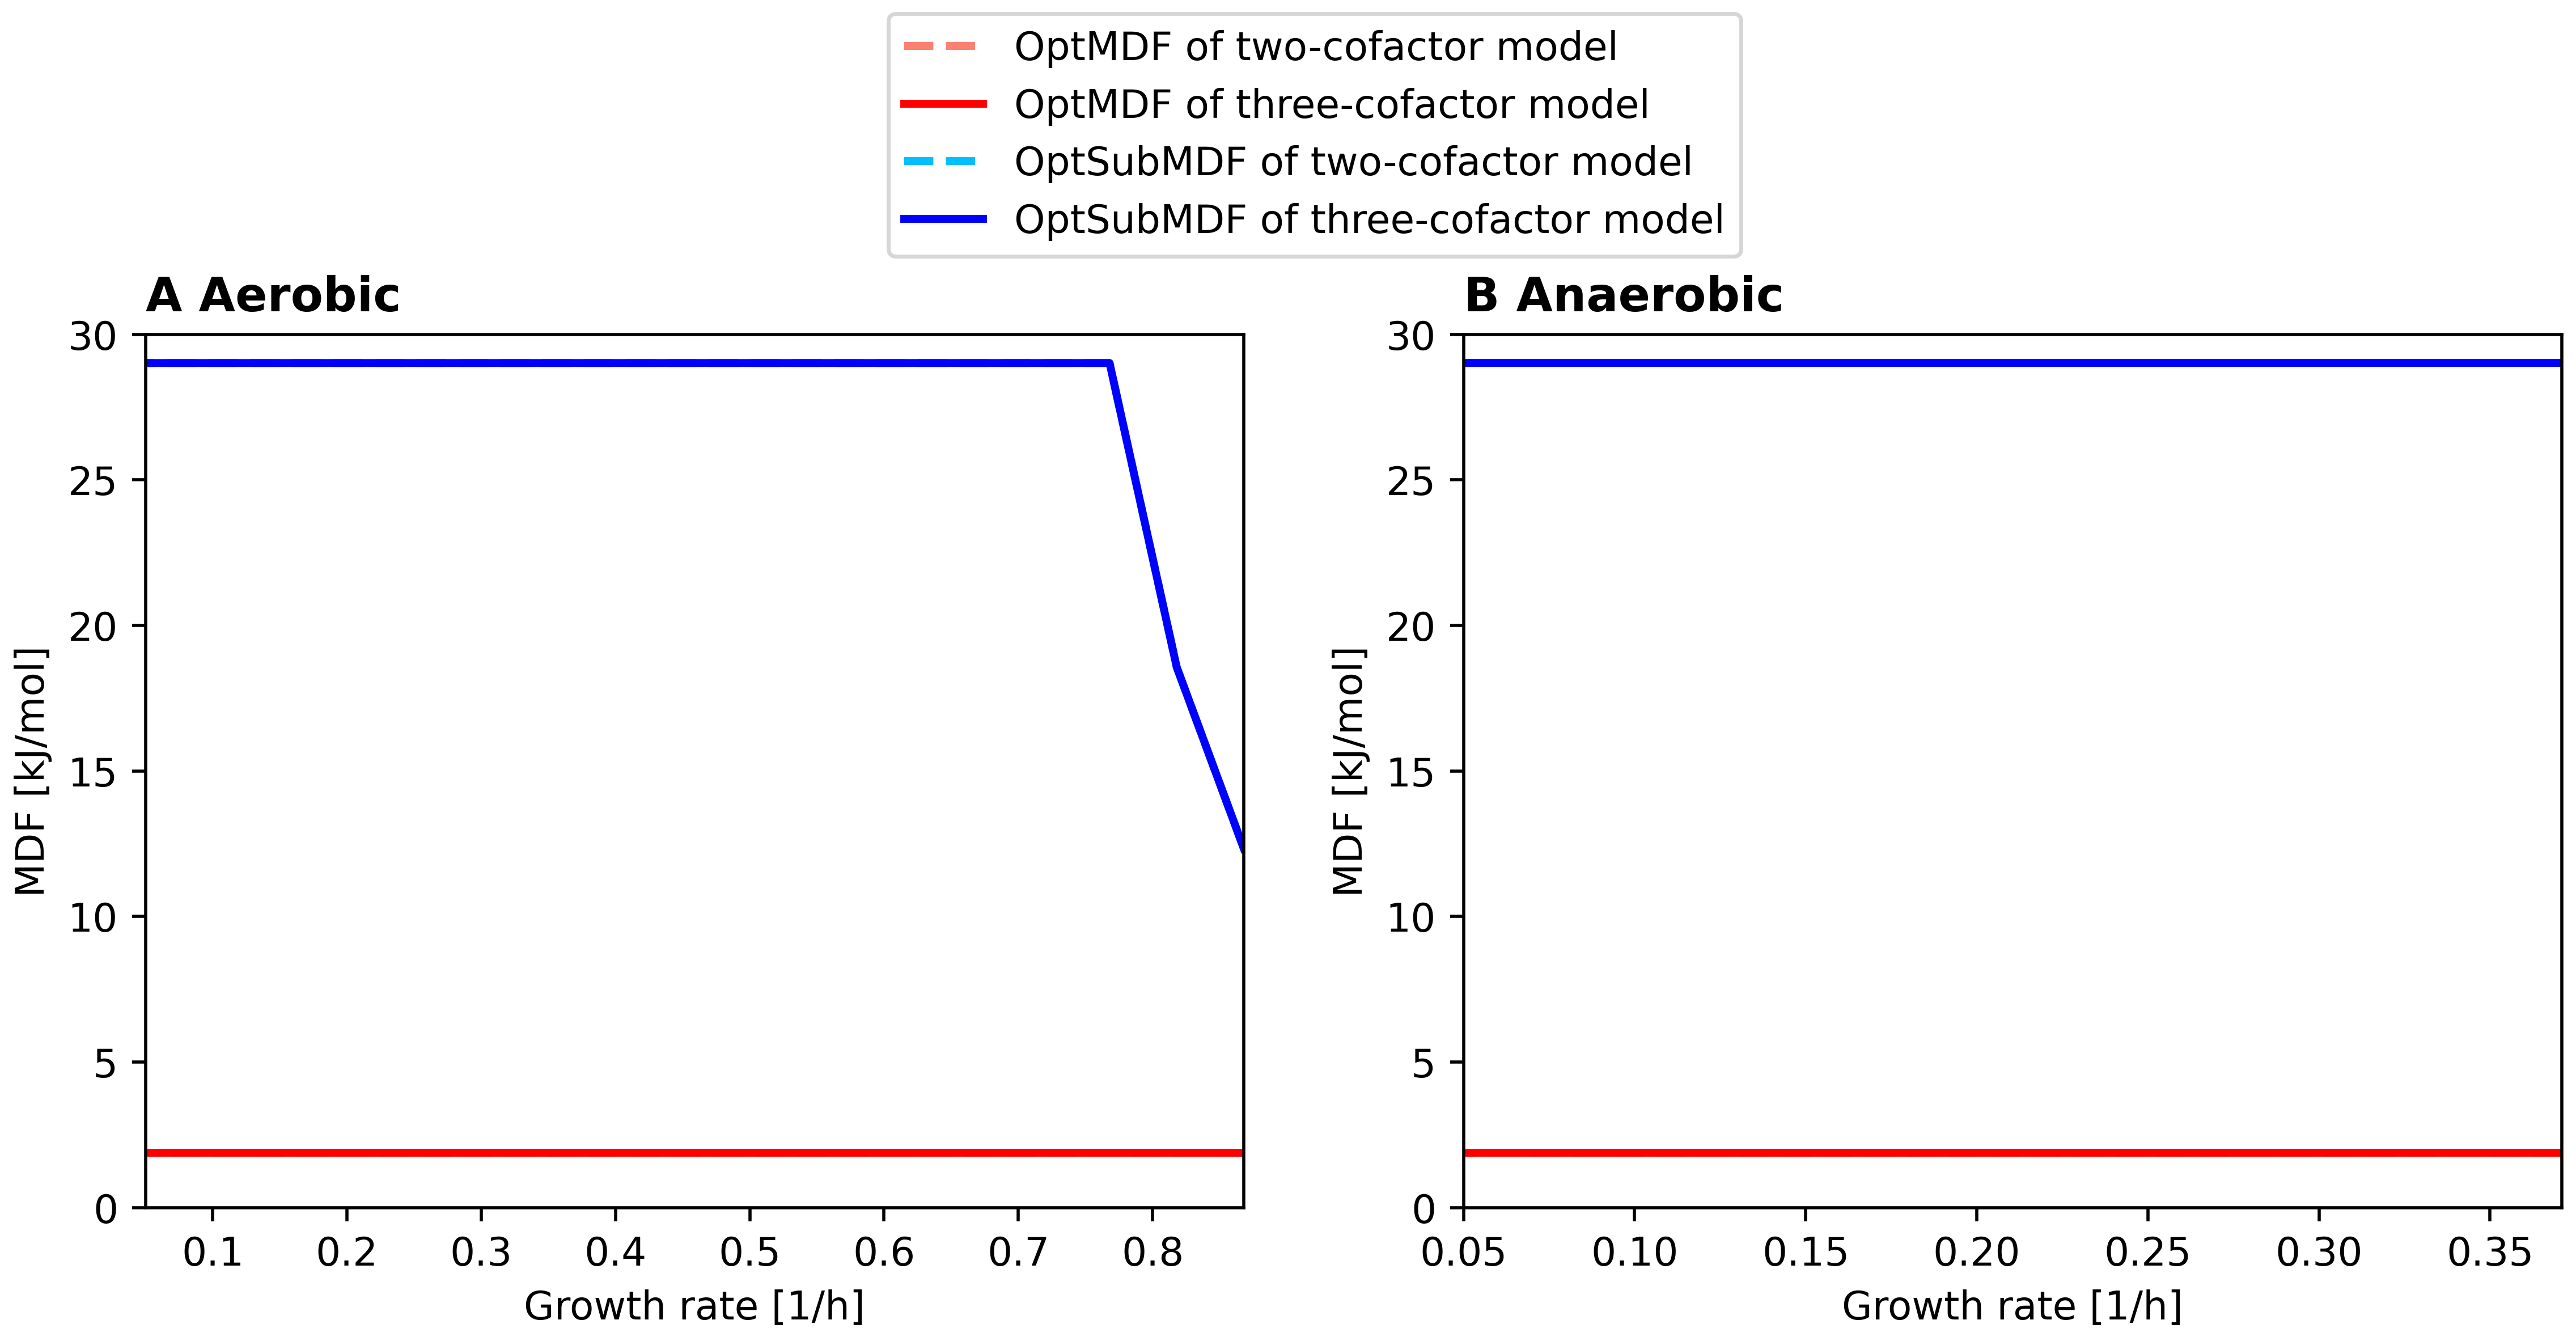 OptMDF of two-cofactor model
OptMDF of three-cofactor model
OptSubMDF of two-cofactor model
OptSubMDF of three-cofactor model
A Aerobic
30
25
20
15
10
5
0
MDF [kJ/mol]
0.1 0.2 0.3 0.4 0.5 0.6 0.7 0.8
Growth rate [1/h]
B Anaerobic
30
25
20
15
10
5
0
MDF [kJ/mol]
0.05 0.10 0.15 0.20 0.25 0.30 0.35
Growth rate [1/h]